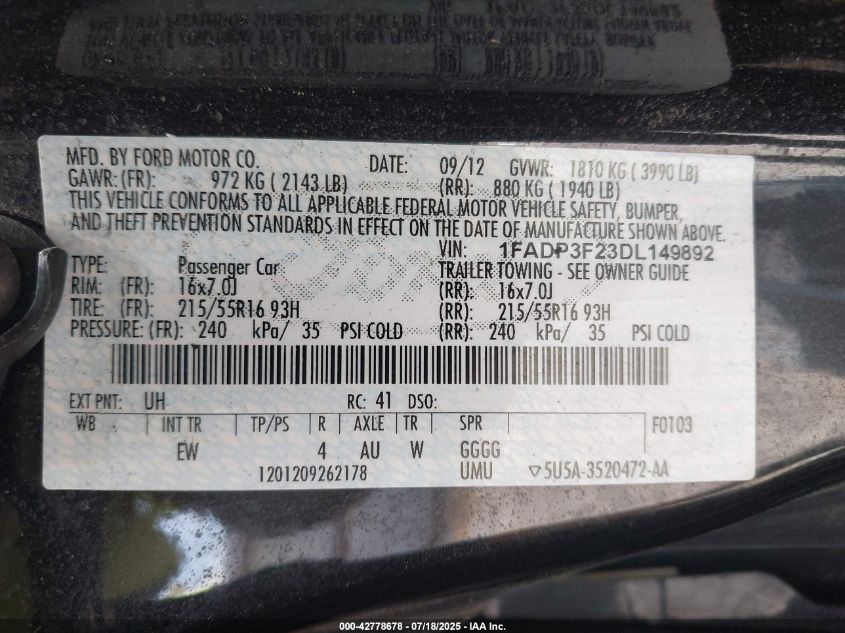 MFD. BY FORD MOTOR CO. DATE: 09/12 GVWR: 1810 KG ( 3990 LB)
GAWR: (FR): 972 KG ( 2143 LB) (RR): 880 KG ( 1940 LB)
THIS VEHICLE CONFORMS TO ALL APPLICABLE FEDERAL MOTOR VEHICLE SAFETY, BUMPER,
AND THEFT PREVENTION STANDARDS IN EFFECT ON THE DATE OF MANUFACTURE SHOWN ABOVE.
VIN: 1FADP3F23DL149892
TYPE: Passenger Car TRAILER TOWING - SEE OWNER GUIDE
RIM: (FR): 16x7.0J (RR): 16x7.0J
TIRE: (FR): 215/55R16 93H (RR): 215/55R16 93H
PRESSURE: (FR): 240 kPa/ 35 PSI COLD (RR): 240 kPa/ 35 PSI COLD
EXT PNT: UH RC: 41 DSO:
WB INT TR TP/PS R AXLE TR SPR F0103
EW 4 AU W GGGG
1201209262178 UMU ▽5U5A-3520472-AA
000-42778678 - 07/18/2025 - IAA Inc.